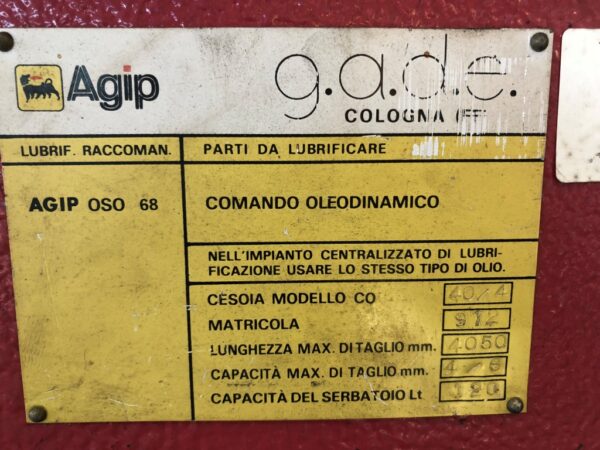 Agip
g.a.d.e.
COLOGNA (FE)
LUBRIF. RACCOMAN.
PARTI DA LUBRIFICARE
AGIP OSO 68
COMANDO OLEODINAMICO
NELL'IMPIANTO CENTRALIZZATO DI LUBRI-
FICAZIONE USARE LO STESSO TIPO DI OLIO.
CESOIA MODELLO CO 40/4
MATRICOLA 912
LUNGHEZZA MAX. DI TAGLIO mm. 4050
CAPACITÀ MAX. DI TAGLIO mm.
CAPACITÀ DEL SERBATOIO Lt